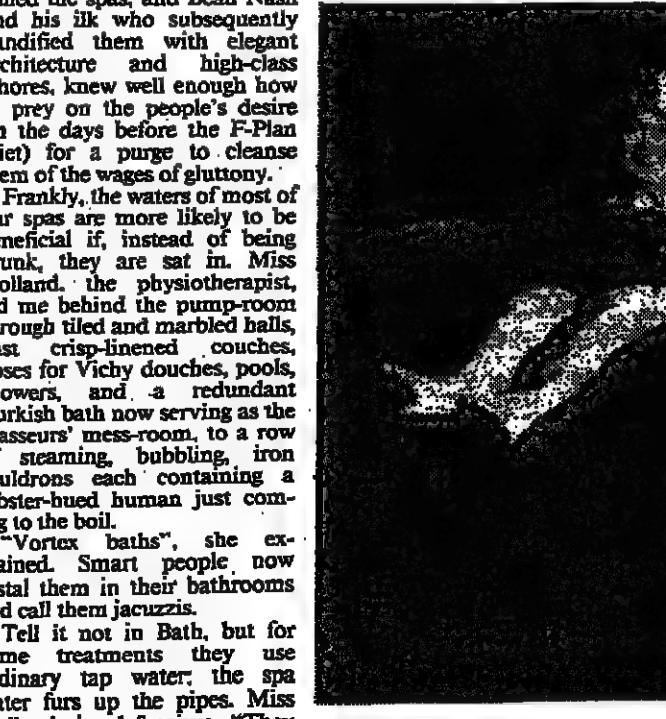 the spas, and Beau Nash
nd his ilk who subsequently
undified them with elegant
chitecture and high-class
hores, knew well enough how
prey on the people's desire
n the days before the F-Plan
iet) for a purge to cleanse
em of the wages of gluttony.
Frankly, the waters of most of
ur spas are more likely to be
neficial if, instead of being
unk, they are sat in. Miss
olland, the physiotherapist,
d me behind the pump-room
rough tiled and marbled halls,
st crisp-linened couches,
oses for Vichy douches, pools,
owers, and a redundant
urkish bath now serving as the
asseurs' mess-room, to a row
steaming, bubbling, iron
uldrons each containing a
bster-hued human just com-
g to the boil.
"Vortex baths", she ex-
ained. Smart people now
stal them in their bathrooms
d call them jacuzzis.
Tell it not in Bath, but for
me treatments they use
dinary tap water; the spa
ater furs up the pipes. Miss